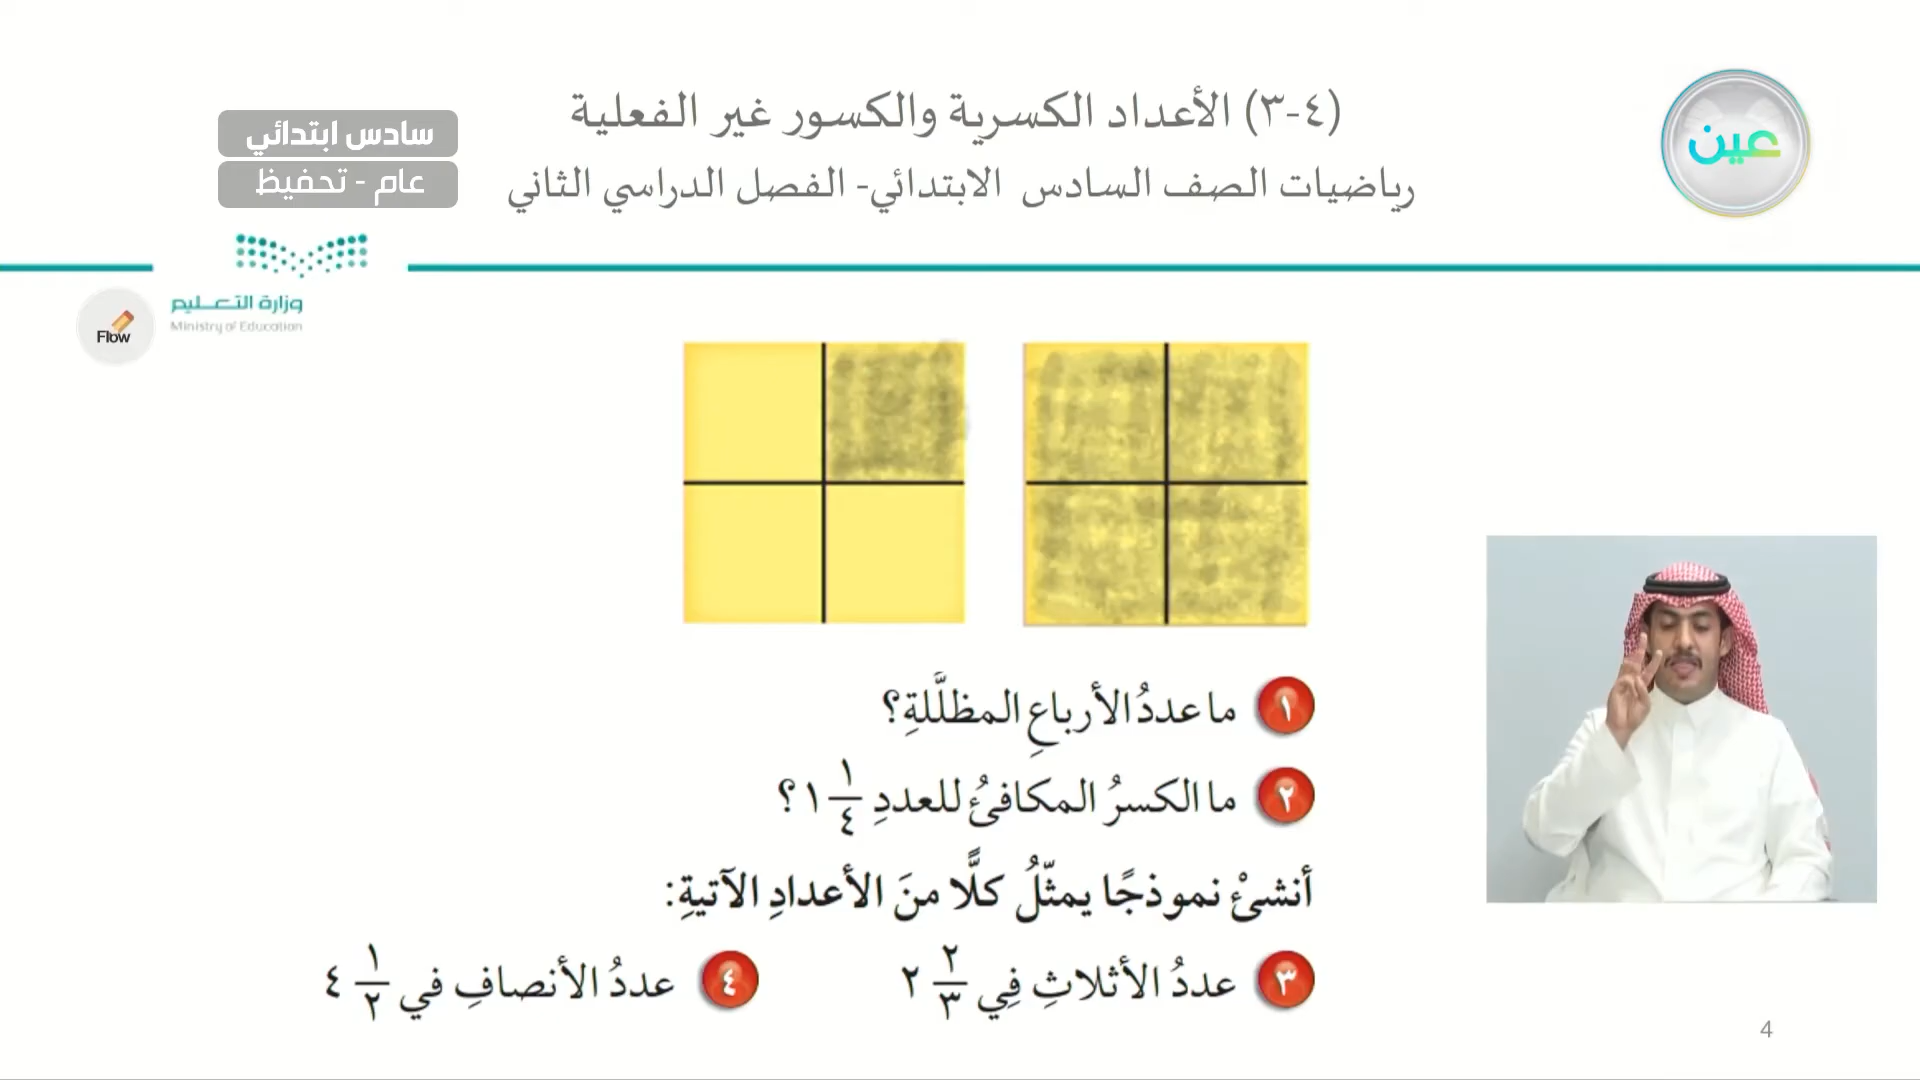 (٤-٣) الأعداد الكسرية والكسور غير الفعلية
رياضيات الصف السادس الابتدائي- الفصل الدراسي الثاني
عين
سادس ابتدائي
عام - تحفيظ
وزارة التعليم
Ministry of Education
Flow
١ ما عددُ الأرباعِ المظلَّلةِ؟
٢ ما الكسرُ المكافئُ للعددِ ١ ١/٤ ؟
أنشئْ نموذجًا يمثّلُ كلًّا منَ الأعدادِ الآتيةِ:
٣ عددُ الأثلاثِ فِي ٢ ٢/٣
٤ عددُ الأنصافِ في ٤ ١/٢
4